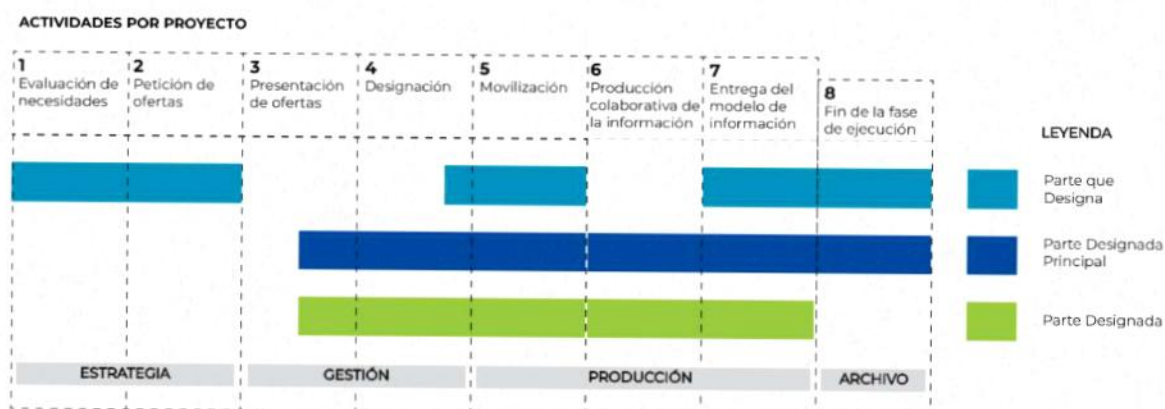 ACTIVIDADES POR PROYECTO
1
Evaluación de
necesidades
2
Petición de
ofertas
3
Presentación
de ofertas
4
Designación
5
Movilización
6
Producción
colaborativa de
la información
7
Entrega del
modelo de
información
8
Fin de la fase
de ejecución
LEYENDA
Parte que
Designa
Parte Designada
Principal
Parte Designada
ESTRATEGIA
GESTIÓN
PRODUCCIÓN
ARCHIVO